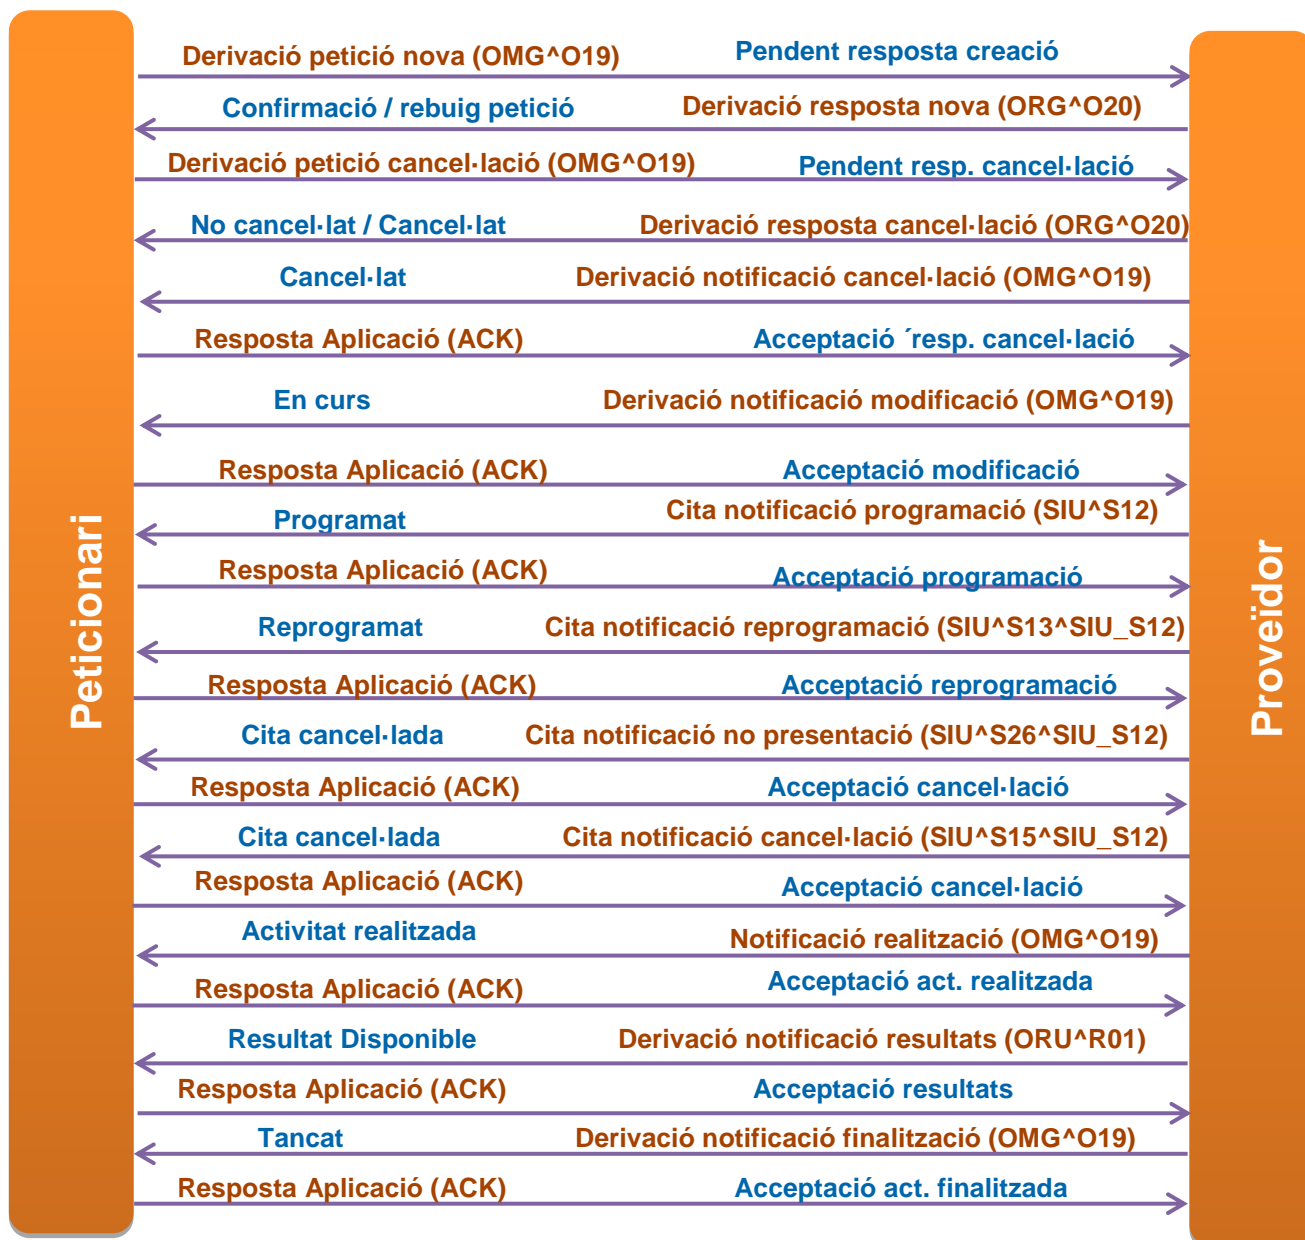 Peticionari
Derivació petició nova (OMG^O19)
Pendent resposta creació
Confirmació / rebuig petició
Derivació resposta nova (ORG^O20)
Derivació petició cancel·lació (OMG^O19)
Pendent resp. cancel·lació
No cancel·lat / Cancel·lat
Derivació resposta cancel·lació (ORG^O20)
Cancel·lat
Derivació notificació cancel·lació (OMG^O19)
Resposta Aplicació (ACK)
Acceptació ´resp. cancel·lació
En curs
Derivació notificació modificació (OMG^O19)
Resposta Aplicació (ACK)
Acceptació modificació
Programat
Cita notificació programació (SIU^S12)
Resposta Aplicació (ACK)
Acceptació programació
Reprogramat
Cita notificació reprogramació (SIU^S13^SIU_S12)
Resposta Aplicació (ACK)
Acceptació reprogramació
Cita cancel·lada
Cita notificació no presentació (SIU^S26^SIU_S12)
Resposta Aplicació (ACK)
Acceptació cancel·lació
Cita cancel·lada
Cita notificació cancel·lació (SIU^S15^SIU_S12)
Resposta Aplicació (ACK)
Acceptació cancel·lació
Activitat realitzada
Notificació realització (OMG^O19)
Resposta Aplicació (ACK)
Acceptació act. realitzada
Resultat Disponible
Derivació notificació resultats (ORU^R01)
Resposta Aplicació (ACK)
Acceptació resultats
Tancat
Derivació notificació finalització (OMG^O19)
Resposta Aplicació (ACK)
Acceptació act. finalitzada
Proveïdor